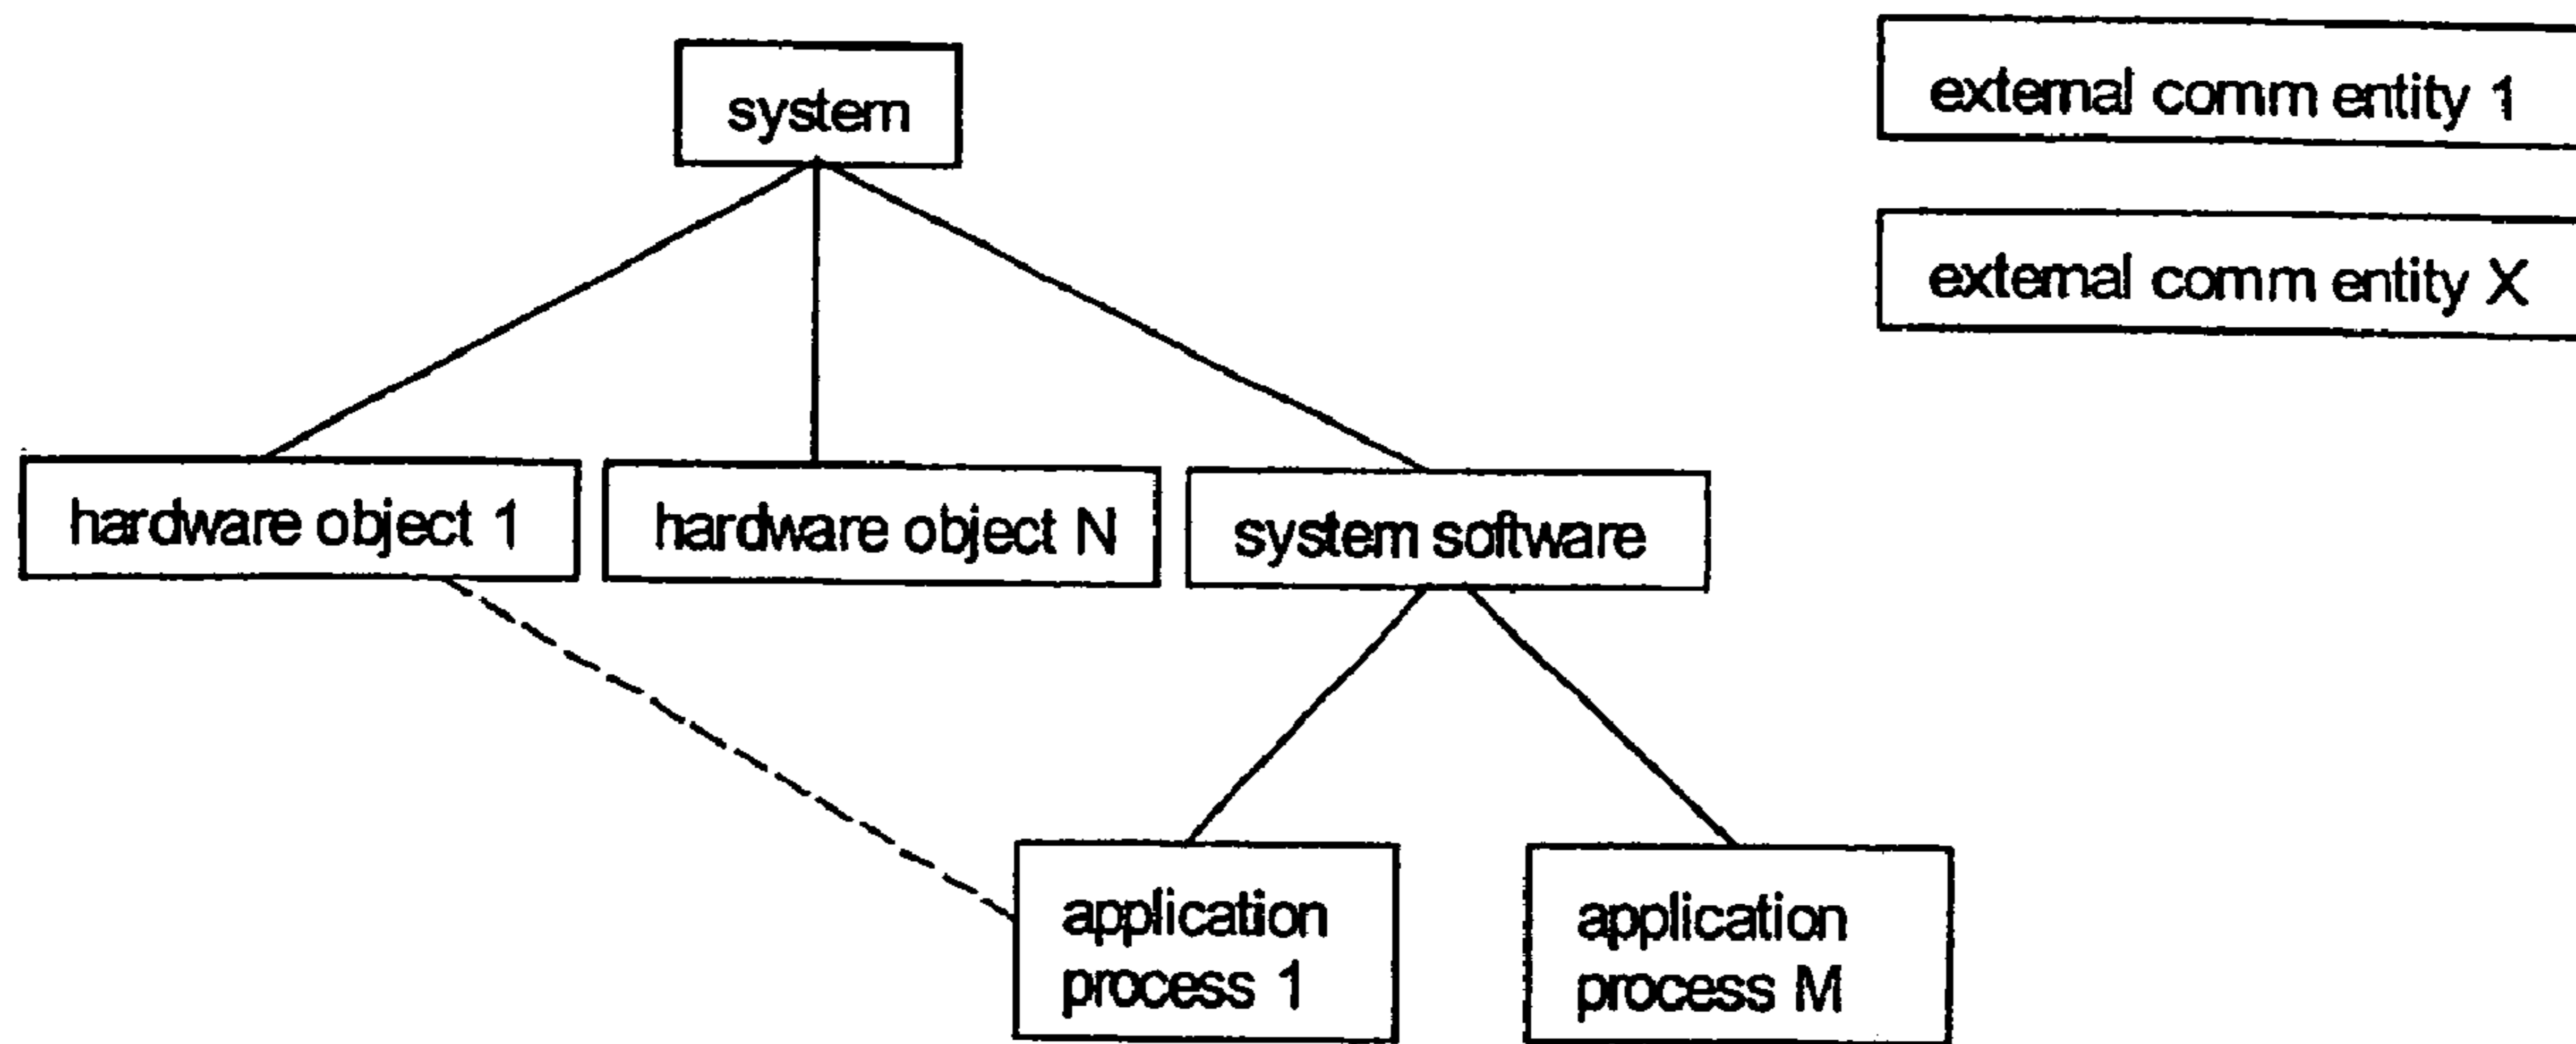 system
external comm entity 1
external comm entity X
hardware object 1
hardware object N
system software
application
process 1
application
process M